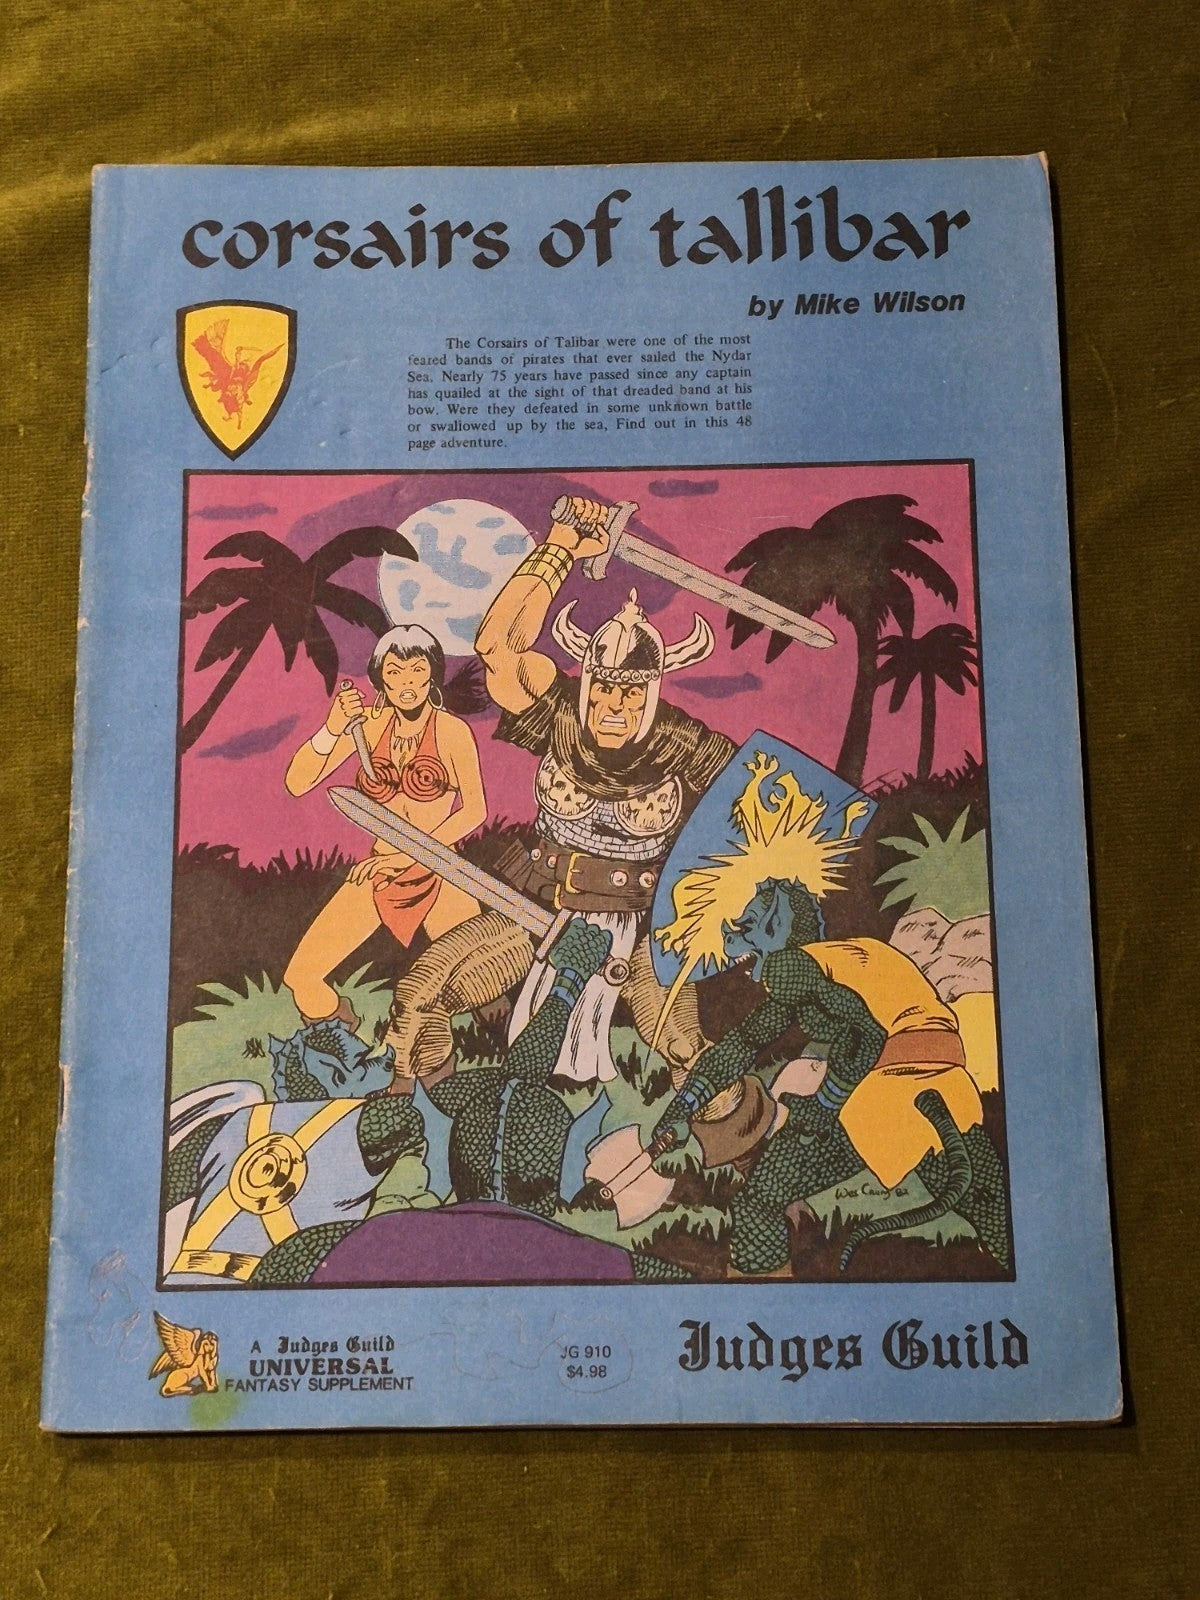 corsairs of tallibar
by Mike Wilson
The Corsairs of Talibar were one of the most
feared bands of pirates that ever sailed the Nydar
Sea. Nearly 75 years have passed since any captain
has quailed at the sight of that dreaded band at his
bow. Were they defeated in some unknown battle
or swallowed up by the sea, Find out in this 48
page adventure.
A Judges Guild
UNIVERSAL
FANTASY SUPPLEMENT
JG 910
$4.98
Judges Guild